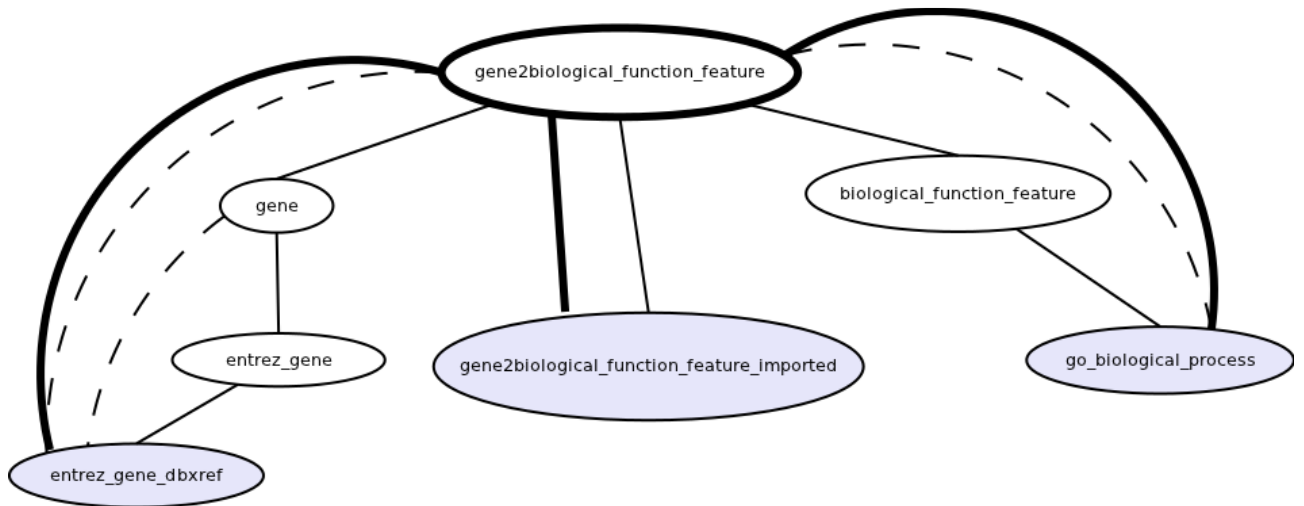 gene2biological_function_feature
gene
biological_function_feature
entrez_gene
gene2biological_function_feature_imported
go_biological_process
entrez_gene_dbxref